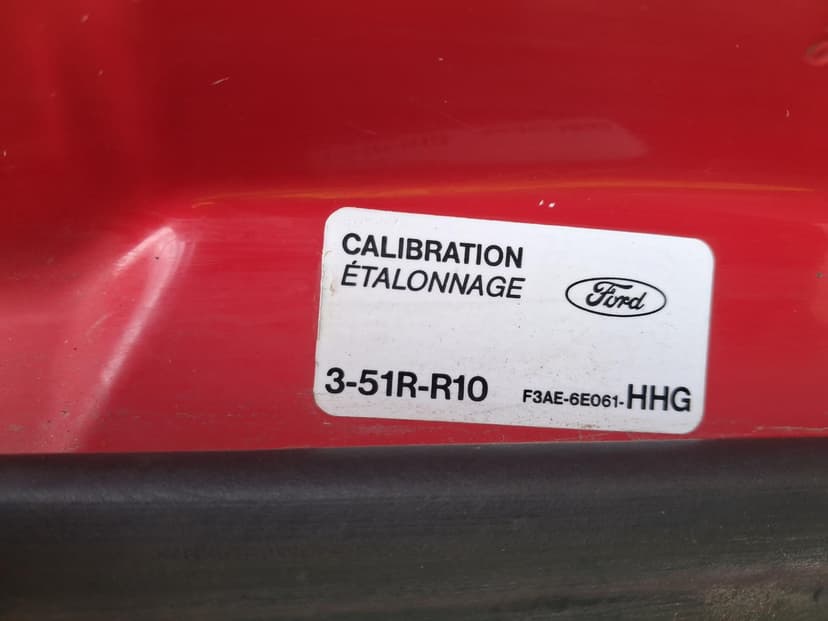 CALIBRATION
ÉTALONNAGE
Ford
3-51R-R10 F3AE-6E061-HHG